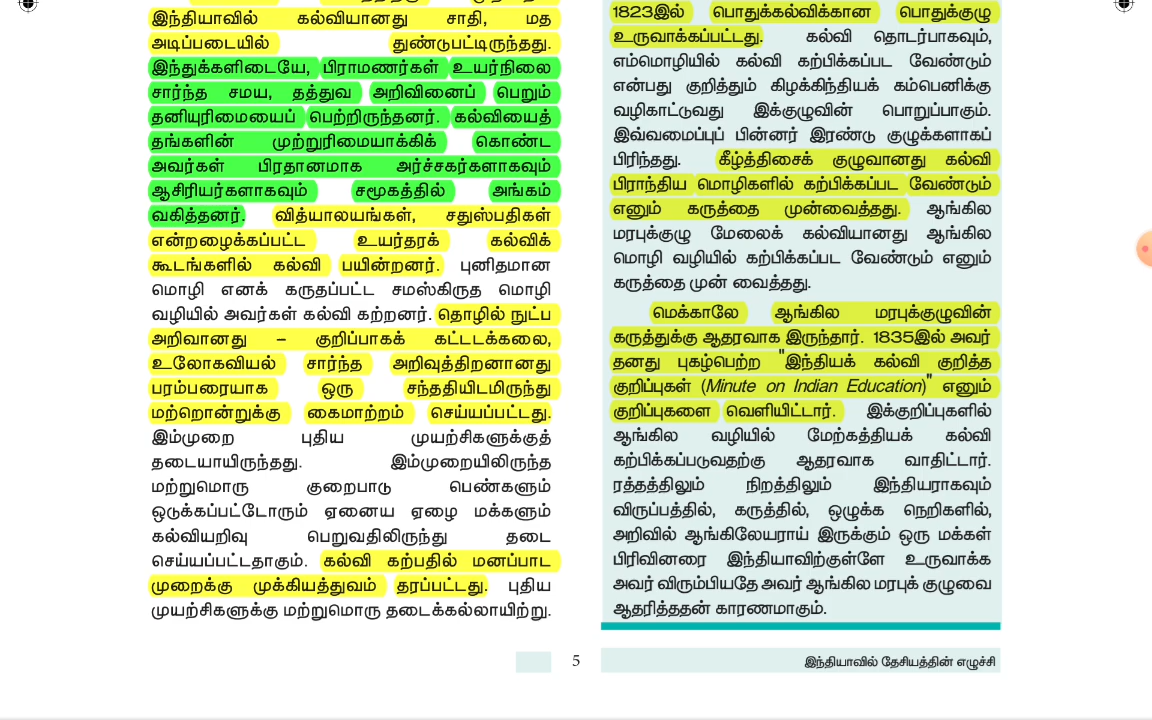 இந்தியாவில் கல்வியானது சாதி, மத
அடிப்படையில் துண்டுபட்டிருந்தது.
இந்துக்களிடையே, பிராமணர்கள் உயர்நிலை
சார்ந்த சமய, தத்துவ அறிவினைப் பெறும்
தனியுரிமையைப் பெற்றிருந்தனர். கல்வியைத்
தங்களின் முற்றுரிமையாக்கிக் கொண்ட
அவர்கள் பிரதானமாக அர்ச்சகர்களாகவும்
ஆசிரியர்களாகவும் சமூகத்தில் அங்கம்
வகித்தனர். வித்யாலயங்கள், சதுஸ்பதிகள்
என்றழைக்கப்பட்ட உயர்தரக் கல்விக்
கூடங்களில் கல்வி பயின்றனர். புனிதமான
மொழி எனக் கருதப்பட்ட சமஸ்கிருத மொழி
வழியில் அவர்கள் கல்வி கற்றனர். தொழில் நுட்ப
அறிவானது – குறிப்பாகக் கட்டடக்கலை,
உலோகவியல் சார்ந்த அறிவுத்திறனானது
பரம்பரையாக ஒரு சந்ததியிடமிருந்து
மற்றொன்றுக்கு கைமாற்றம் செய்யப்பட்டது.
இம்முறை புதிய முயற்சிகளுக்குத்
தடையாயிருந்தது. இம்முறையிலிருந்த
மற்றுமொரு குறைபாடு பெண்களும்
ஒடுக்கப்பட்டோரும் ஏனைய ஏழை மக்களும்
கல்வியறிவு பெறுவதிலிருந்து தடை
செய்யப்பட்டதாகும். கல்வி கற்பதில் மனப்பாட
முறைக்கு முக்கியத்துவம் தரப்பட்டது. புதிய
முயற்சிகளுக்கு மற்றுமொரு தடைக்கல்லாயிற்று.
1823இல் பொதுக்கல்விக்கான பொதுக்குழு
உருவாக்கப்பட்டது. கல்வி தொடர்பாகவும்,
எம்மொழியில் கல்வி கற்பிக்கப்பட வேண்டும்
என்பது குறித்தும் கிழக்கிந்தியக் கம்பெனிக்கு
வழிகாட்டுவது இக்குழுவின் பொறுப்பாகும்.
இவ்வமைப்புப் பின்னர் இரண்டு குழுக்களாகப்
பிரிந்தது. கீழ்த்திசைக் குழுவானது கல்வி
பிராந்திய மொழிகளில் கற்பிக்கப்பட வேண்டும்
எனும் கருத்தை முன்வைத்தது. ஆங்கில
மரபுக்குழு மேலைக் கல்வியானது ஆங்கில
மொழி வழியில் கற்பிக்கப்பட வேண்டும் எனும்
கருத்தை முன் வைத்தது.
மெக்காலே ஆங்கில மரபுக்குழுவின்
கருத்துக்கு ஆதரவாக இருந்தார். 1835இல் அவர்
தனது புகழ்பெற்ற "இந்தியக் கல்வி குறித்த
குறிப்புகள் (Minute on Indian Education)" எனும்
குறிப்புகளை வெளியிட்டார். இக்குறிப்புகளில்
ஆங்கில வழியில் மேற்கத்தியக் கல்வி
கற்பிக்கப்படுவதற்கு ஆதரவாக வாதிட்டார்.
ரத்தத்திலும் நிறத்திலும் இந்தியராகவும்
விருப்பத்தில், கருத்தில், ஒழுக்க நெறிகளில்,
அறிவில் ஆங்கிலேயராய் இருக்கும் ஒரு மக்கள்
பிரிவினரை இந்தியாவிற்குள்ளே உருவாக்க
அவர் விரும்பியதே அவர் ஆங்கில மரபுக் குழுவை
ஆதரித்ததன் காரணமாகும்.
5
இந்தியாவில் தேசியத்தின் எழுச்சி